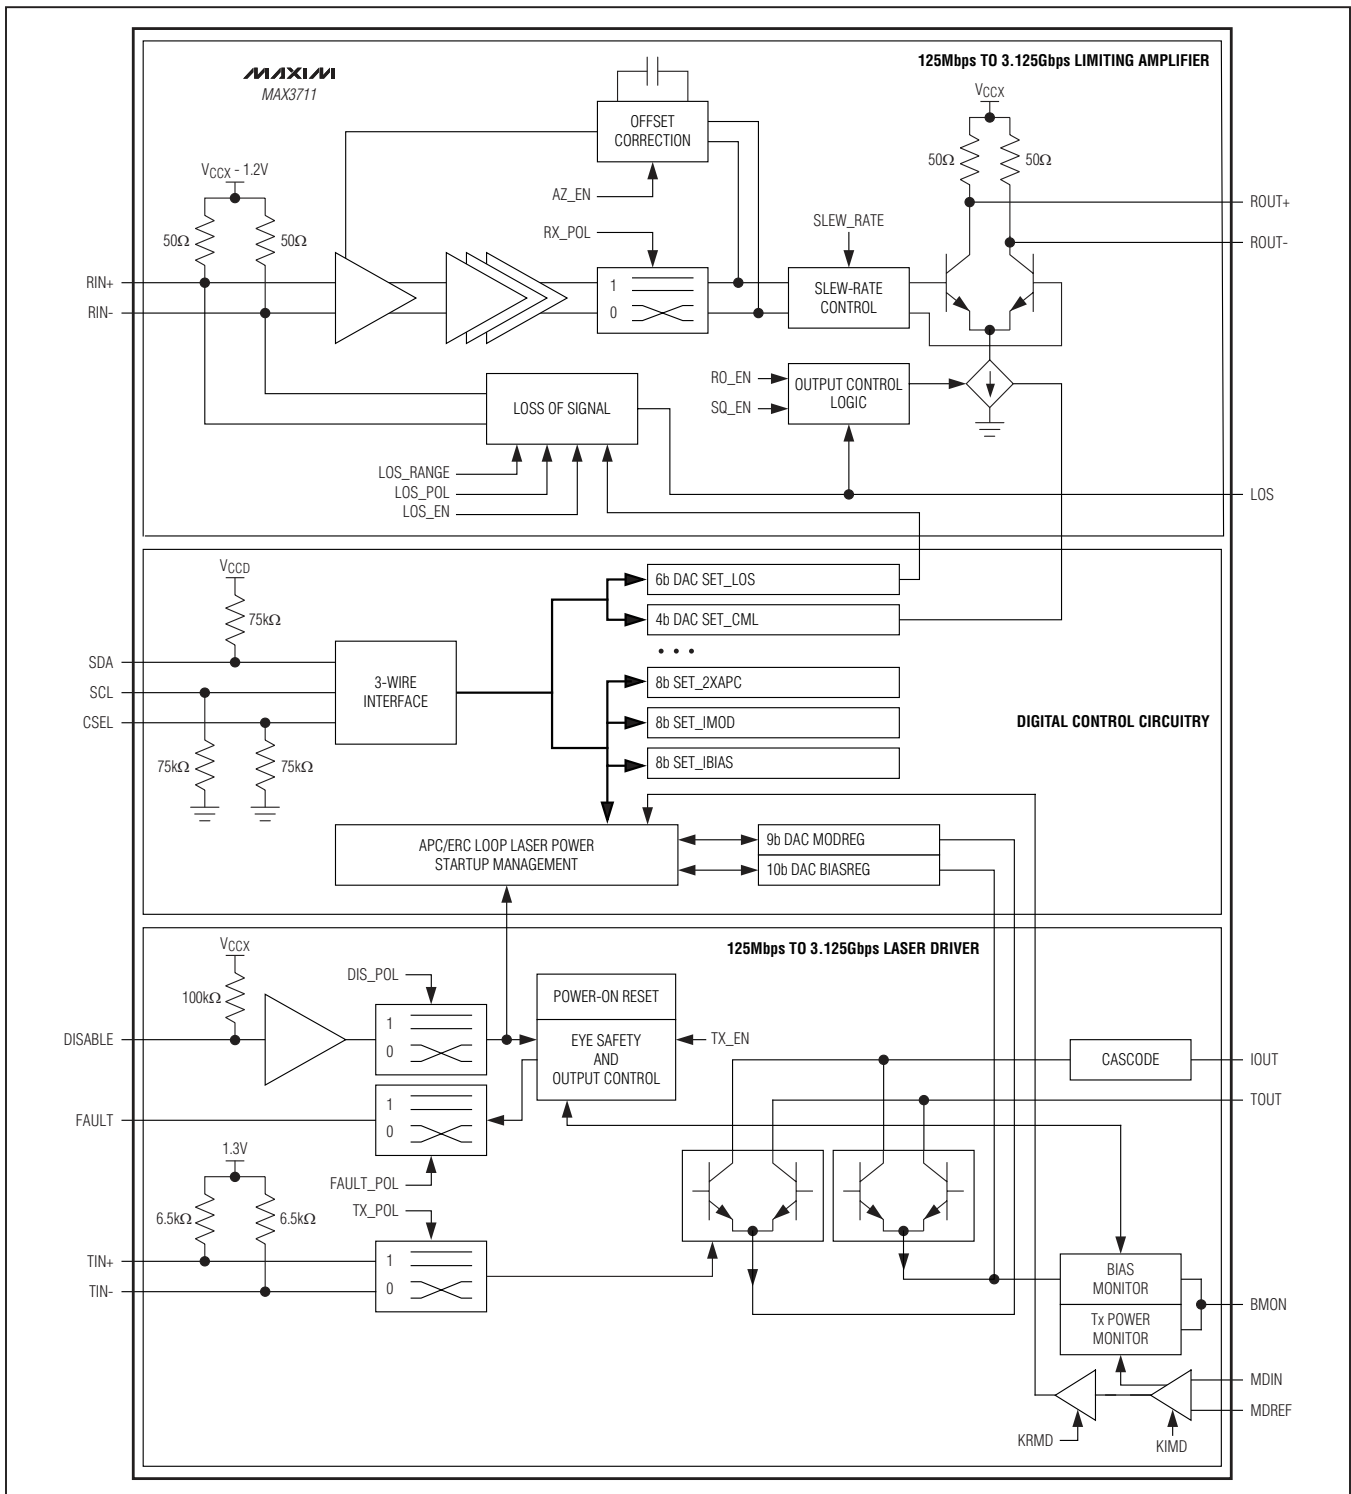 125Mbps TO 3.125Gbps LIMITING AMPLIFIER
MAXIM
MAX3711
OFFSET
CORRECTION
VCCX
50Ω
50Ω
VCCX - 1.2V
AZ_EN
ROUT+
50Ω
50Ω
RX_POL
SLEW_RATE
ROUT-
RIN+
1
SLEW-RATE
CONTROL
RIN-
0
RO_EN
OUTPUT CONTROL
LOGIC
SQ_EN
LOSS OF SIGNAL
LOS_RANGE
LOS_POL
LOS_EN
LOS
VCCD
6b DAC SET_LOS
75kΩ
4b DAC SET_CML
• • •
SDA
3-WIRE
INTERFACE
SCL
8b SET_2XAPC
CSEL
8b SET_IMOD
DIGITAL CONTROL CIRCUITRY
75kΩ
75kΩ
8b SET_IBIAS
APC/ERC LOOP LASER POWER
STARTUP MANAGEMENT
9b DAC MODREG
10b DAC BIASREG
125Mbps TO 3.125Gbps LASER DRIVER
VCCX
DIS_POL
100kΩ
POWER-ON RESET
DISABLE
1
0
EYE SAFETY
AND
OUTPUT CONTROL
TX_EN
CASCODE
IOUT
TOUT
FAULT
1
0
1.3V
FAULT_POL
6.5kΩ
6.5kΩ
TX_POL
TIN+
1
BIAS
MONITOR
TIN-
0
BMON
Tx POWER
MONITOR
MDIN
MDREF
KRMD
KIMD